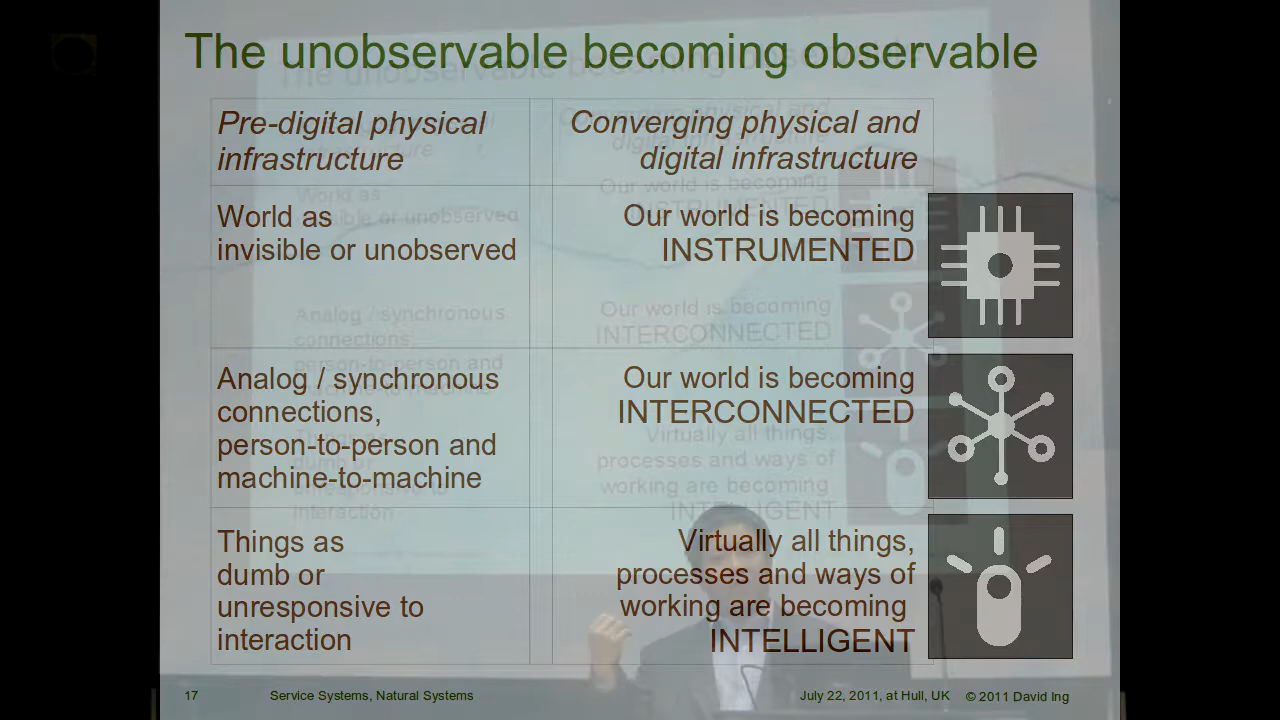 The unobservable becoming observable
Pre-digital physical
infrastructure
Converging physical and
digital infrastructure
World as
invisible or unobserved
Our world is becoming
INSTRUMENTED
Analog / synchronous
connections,
person-to-person and
machine-to-machine
Our world is becoming
INTERCONNECTED
Things as
dumb or
unresponsive to
interaction
Virtually all things,
processes and ways of
working are becoming
INTELLIGENT
17
Service Systems, Natural Systems
July 22, 2011, at Hull, UK
© 2011 David Ing